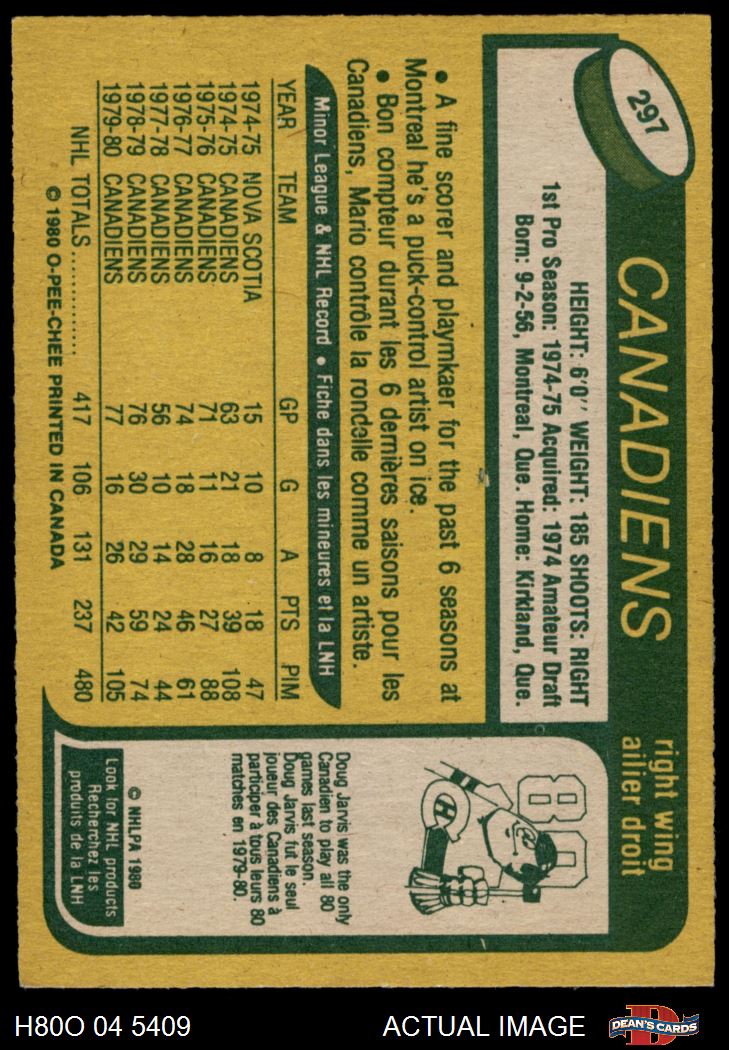 297
CANADIENS
right wing
ailier droit
HEIGHT: 6'0'' WEIGHT: 185 SHOOTS: RIGHT
1st Pro Season: 1974-75 Acquired: 1974 Amateur Draft
Born: 9-2-56, Montreal, Que. Home: Kirkland, Que.
• A fine scorer and playmkaer for the past 6 seasons at
Montreal he's a puck-control artist on ice.
• Bon compteur durant les 6 dernières saisons pour les
Canadiens, Mario contrôle la rondelle comme un artiste.
Minor League & NHL Record • Fiche dans les mineures et la LNH
YEAR TEAM GP G A PTS PIM
1974-75 NOVA SCOTIA 15 10 8 18 47
1974-75 CANADIENS 63 21 18 39 108
1975-76 CANADIENS 71 11 16 27 88
1976-77 CANADIENS 74 18 28 46 61
1977-78 CANADIENS 56 10 14 24 44
1978-79 CANADIENS 76 30 29 59 74
1979-80 CANADIENS 77 16 26 42 105
NHL TOTALS ............. 417 106 131 237 480
© 1980 O-PEE-CHEE PRINTED IN CANADA
80
CH
Doug Jarvis was the only
Canadien to play all 80
games last season.
Doug Jarvis fut le seul
joueur des Canadiens à
participer à tous leurs 80
matches en 1979-80.
© NHLPA 1980
Look for NHL products
Recherchez les
produits de la LNH
H80O 04 5409
ACTUAL IMAGE
DEAN'S CARDS